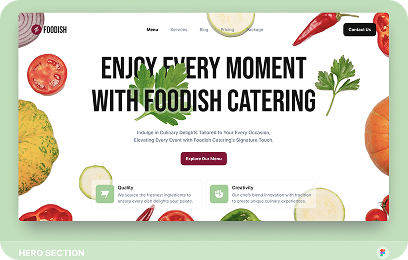 FOODISH
Menu Services Blog Pricing Package
Contact Us
ENJOY EVERY MOMENT
WITH FOODISH CATERING
Indulge in Culinary Delights, Tailored to Your Every Occasion,
Elevating Every Event with Foodish Catering's Signature Touch.
Explore Our Menu
Quality
We source the freshest ingredients to
ensure every dish delights your palate.
Creativity
Our chefs blend innovation with tradition
to create unique culinary experiences.
HERO SECTION